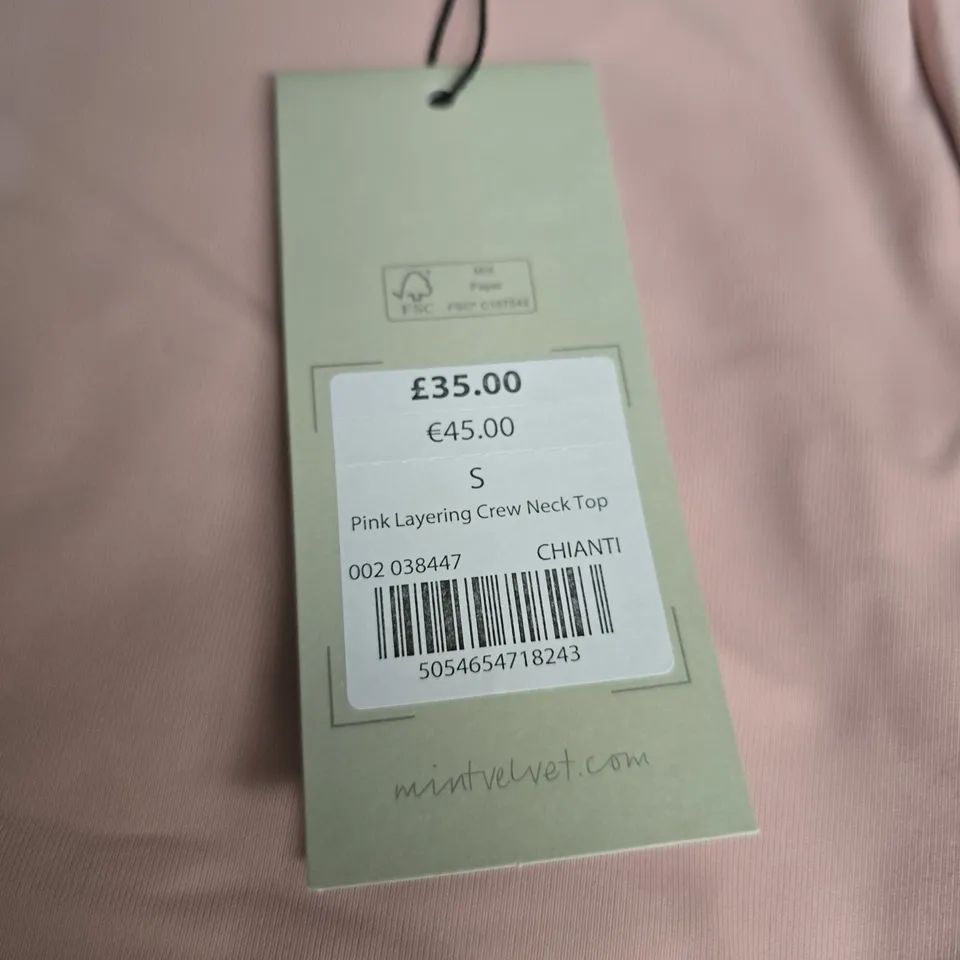 FSC
MIX
Paper
£35.00
€45.00
S
Pink Layering Crew Neck Top
002 038447 CHIANTI
5054654718243
mintvelvet.com